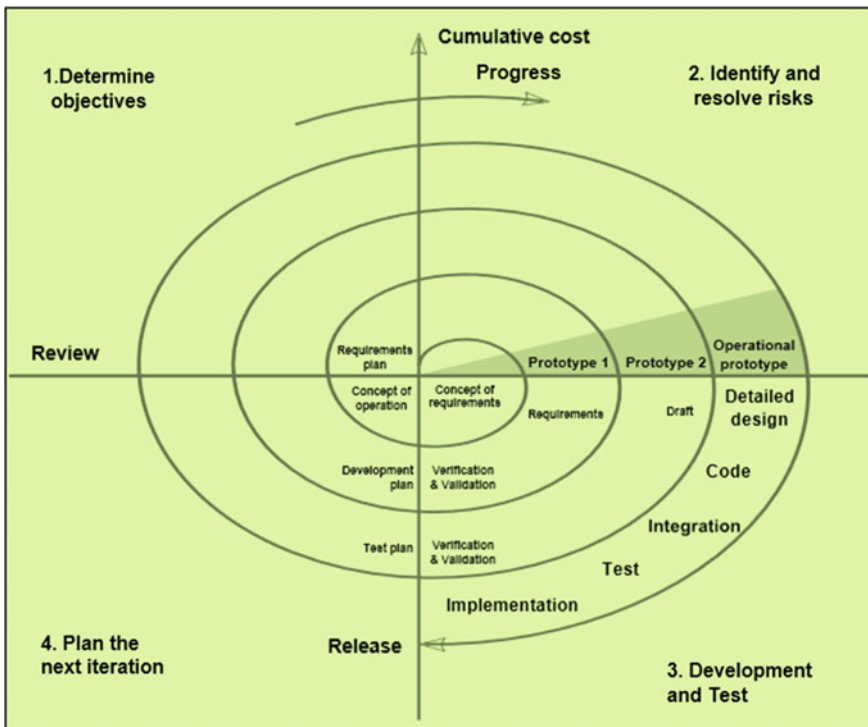 Cumulative cost
Progress
1.Determine
objectives
2. Identify and
resolve risks
Review
Requirements
plan
Prototype 1
Prototype 2
Operational
prototype
Concept of
operation
Concept of
requirements
Requirements
Draft
Detailed
design
Development
plan
Verification
& Validation
Code
Integration
Test plan
Verification
& Validation
Test
Implementation
Release
4. Plan the
next iteration
3. Development
and Test